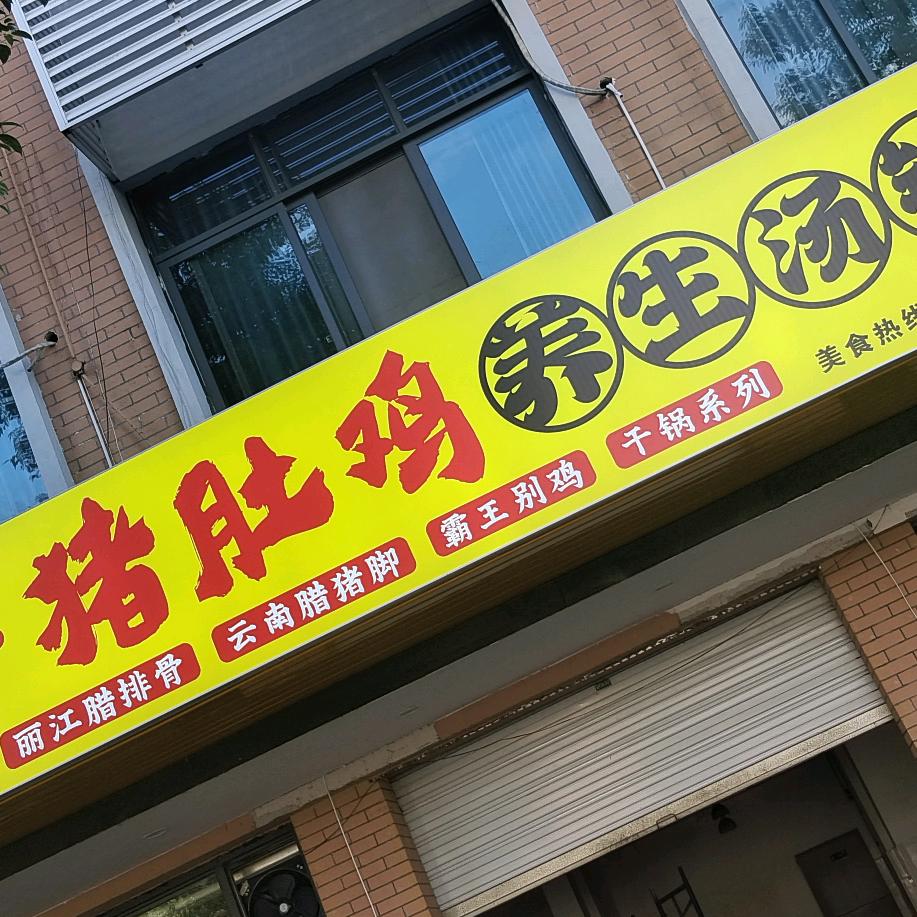 猪肚鸡养生汤
丽江腊排骨 云南腊猪脚 霸王别鸡 干锅系列
美食热线